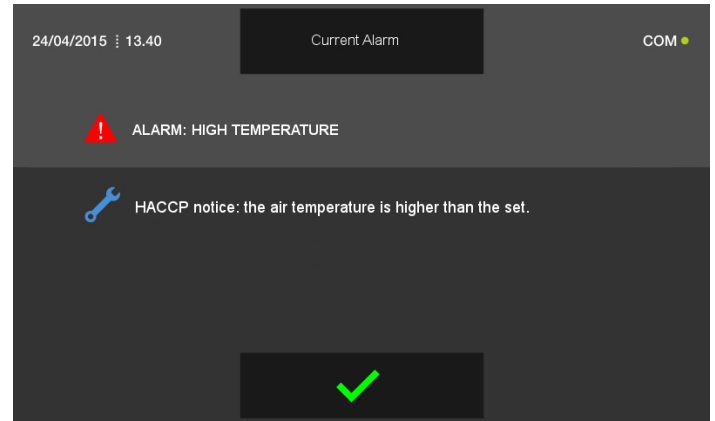 24/04/2015 ⋮ 13.40
Current Alarm
COM
ALARM: HIGH TEMPERATURE
HACCP notice: the air temperature is higher than the set.